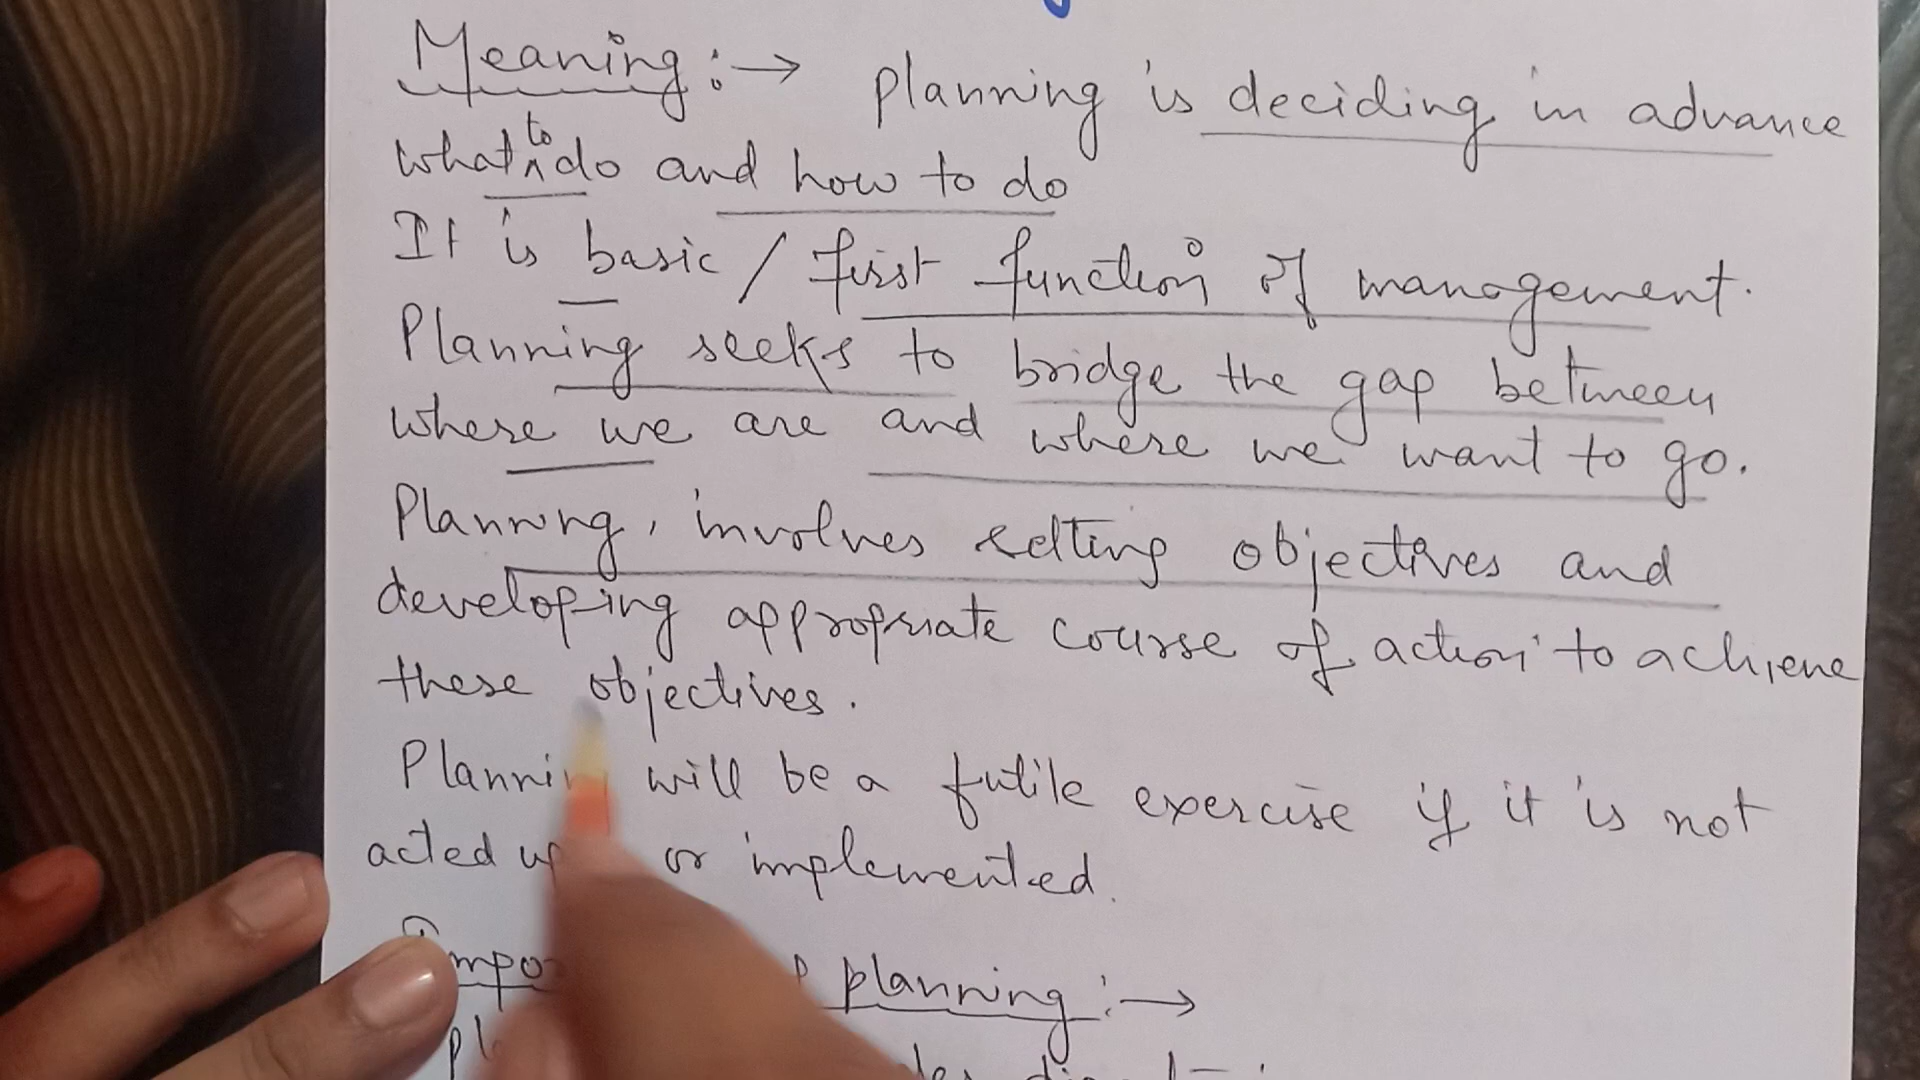 Meaning :→ planning is deciding in advance
what to do and how to do
It is basic / first function of management.
Planning seeks to bridge the gap between
where we are and where we want to go.
Planning, involves setting objectives and
developing appropriate course of action to achieve
these objectives.
Planning will be a futile exercise if it is not
acted or implemented.
planning :→